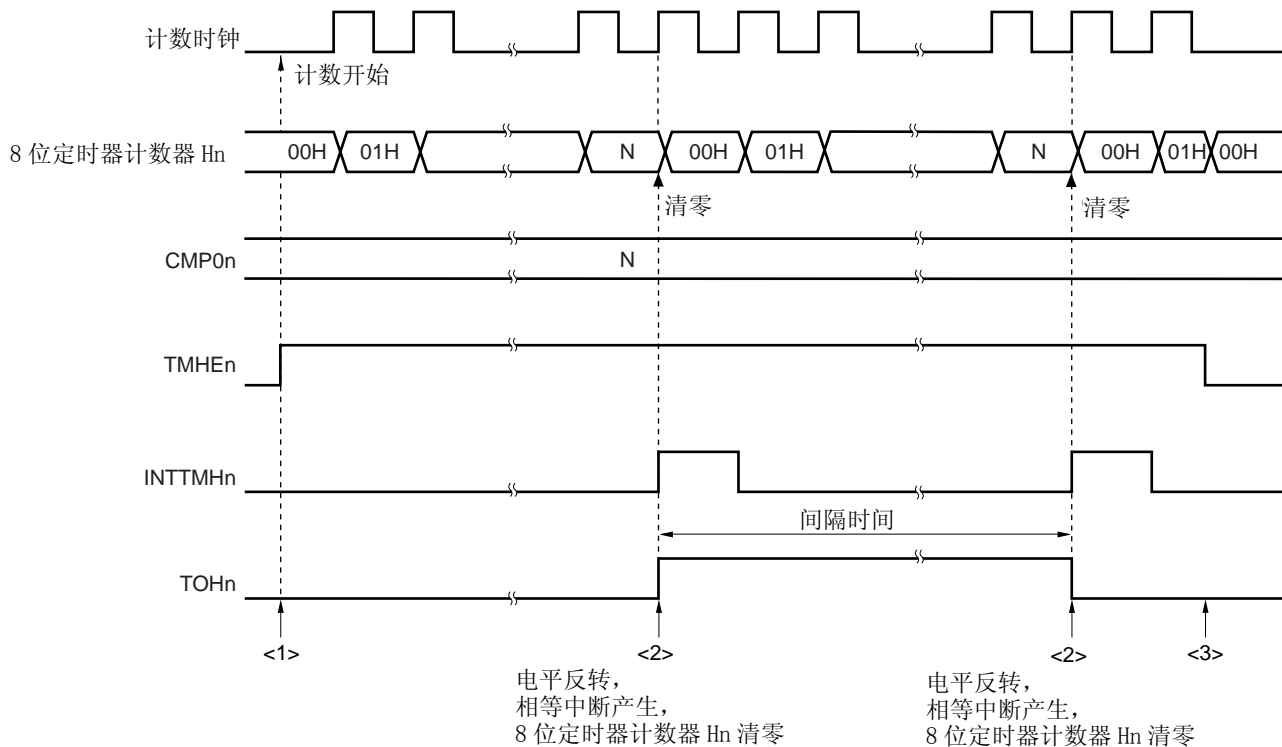 计数时钟
计数开始
8 位定时器计数器 Hn
00H 01H N 00H 01H N 00H 01H 00H
清零 清零
CMP0n N
TMHEn
INTTMHn
间隔时间
TOHn
<1> <2> <2> <3>
电平反转，
相等中断产生，
8 位定时器计数器 Hn 清零
电平反转，
相等中断产生，
8 位定时器计数器 Hn 清零